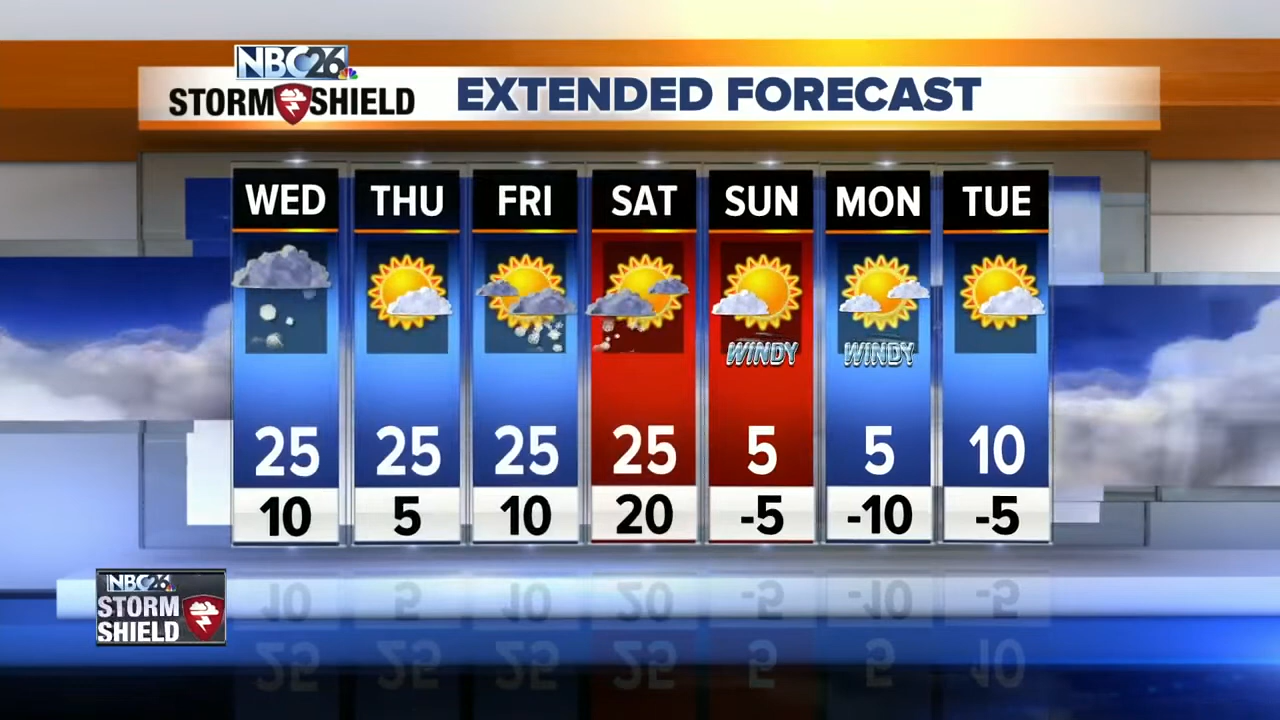 NBC26
STORM SHIELD
EXTENDED FORECAST
WED THU FRI SAT SUN MON TUE
WINDY WINDY
25 25 25 25 5 5 10
10 5 10 20 -5 -10 -5
NBC26
STORM
SHIELD